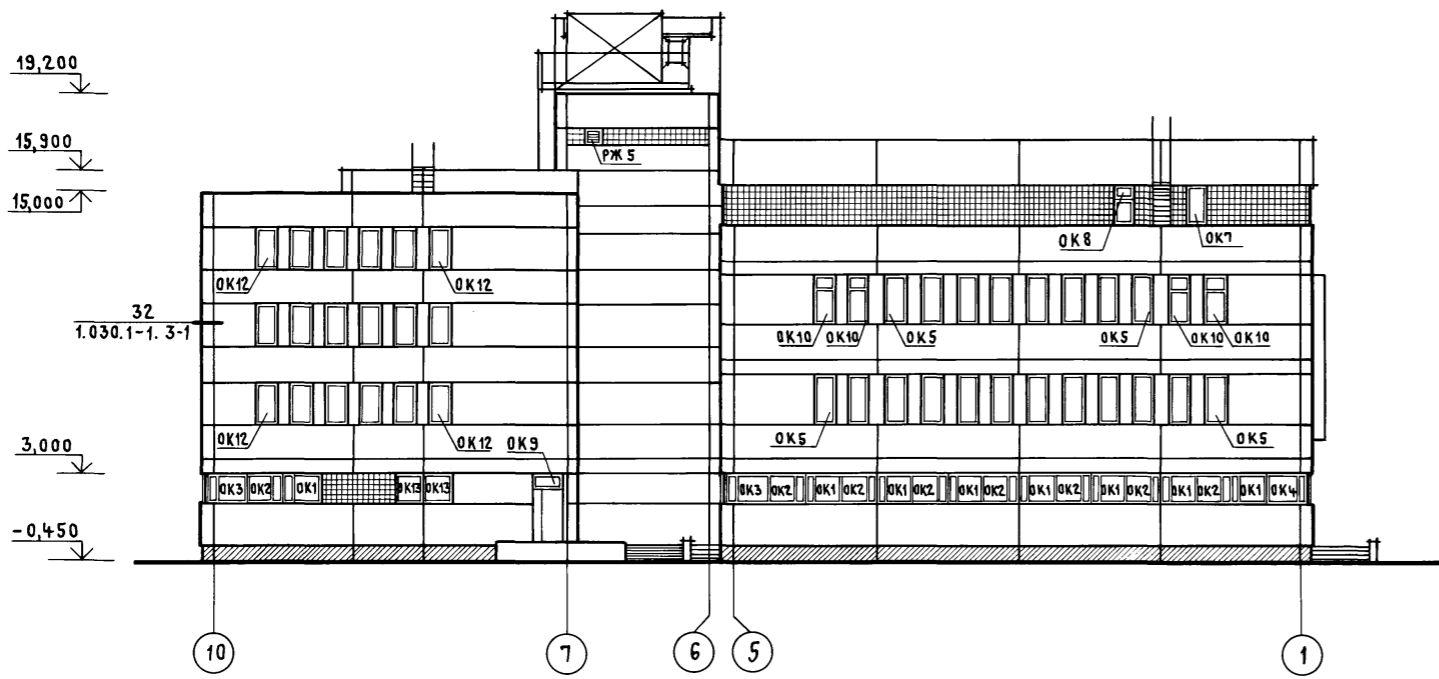 19,200
15,900
15,000
РЖ 5
ОК8
ОК7
ОК12
ОК12
32
1.030.1-1. 3-1
ОК10
ОК10
ОК5
ОК5
ОК10
ОК10
ОК12
ОК12
ОК9
ОК5
ОК5
3,000
ОК3 ОК2 ОК1 ОК13 ОК13
ОК3 ОК2 ОК1 ОК2 ОК1 ОК2 ОК1 ОК2 ОК1 ОК2 ОК1 ОК2 ОК1 ОК2 ОК1 ОК4
-0,450
10 7 6 5 1